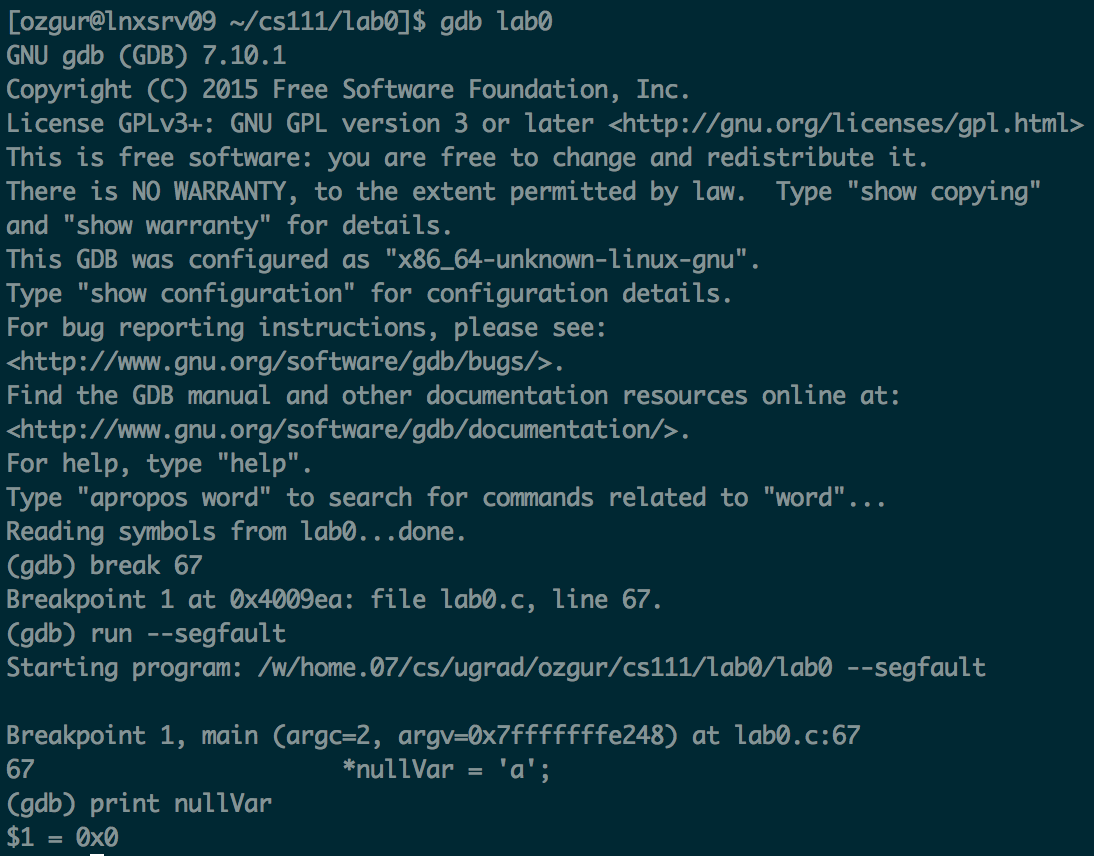 [ozgur@lnxsrv09 ~/cs111/lab0]$ gdb lab0
GNU gdb (GDB) 7.10.1
Copyright (C) 2015 Free Software Foundation, Inc.
License GPLv3+: GNU GPL version 3 or later <http://gnu.org/licenses/gpl.html>
This is free software: you are free to change and redistribute it.
There is NO WARRANTY, to the extent permitted by law.  Type "show copying"
and "show warranty" for details.
This GDB was configured as "x86_64-unknown-linux-gnu".
Type "show configuration" for configuration details.
For bug reporting instructions, please see:
<http://www.gnu.org/software/gdb/bugs/>.
Find the GDB manual and other documentation resources online at:
<http://www.gnu.org/software/gdb/documentation/>.
For help, type "help".
Type "apropos word" to search for commands related to "word"...
Reading symbols from lab0...done.
(gdb) break 67
Breakpoint 1 at 0x4009ea: file lab0.c, line 67.
(gdb) run --segfault
Starting program: /w/home.07/cs/ugrad/ozgur/cs111/lab0/lab0 --segfault

Breakpoint 1, main (argc=2, argv=0x7fffffffe248) at lab0.c:67
67                      *nullVar = 'a';
(gdb) print nullVar
$1 = 0x0